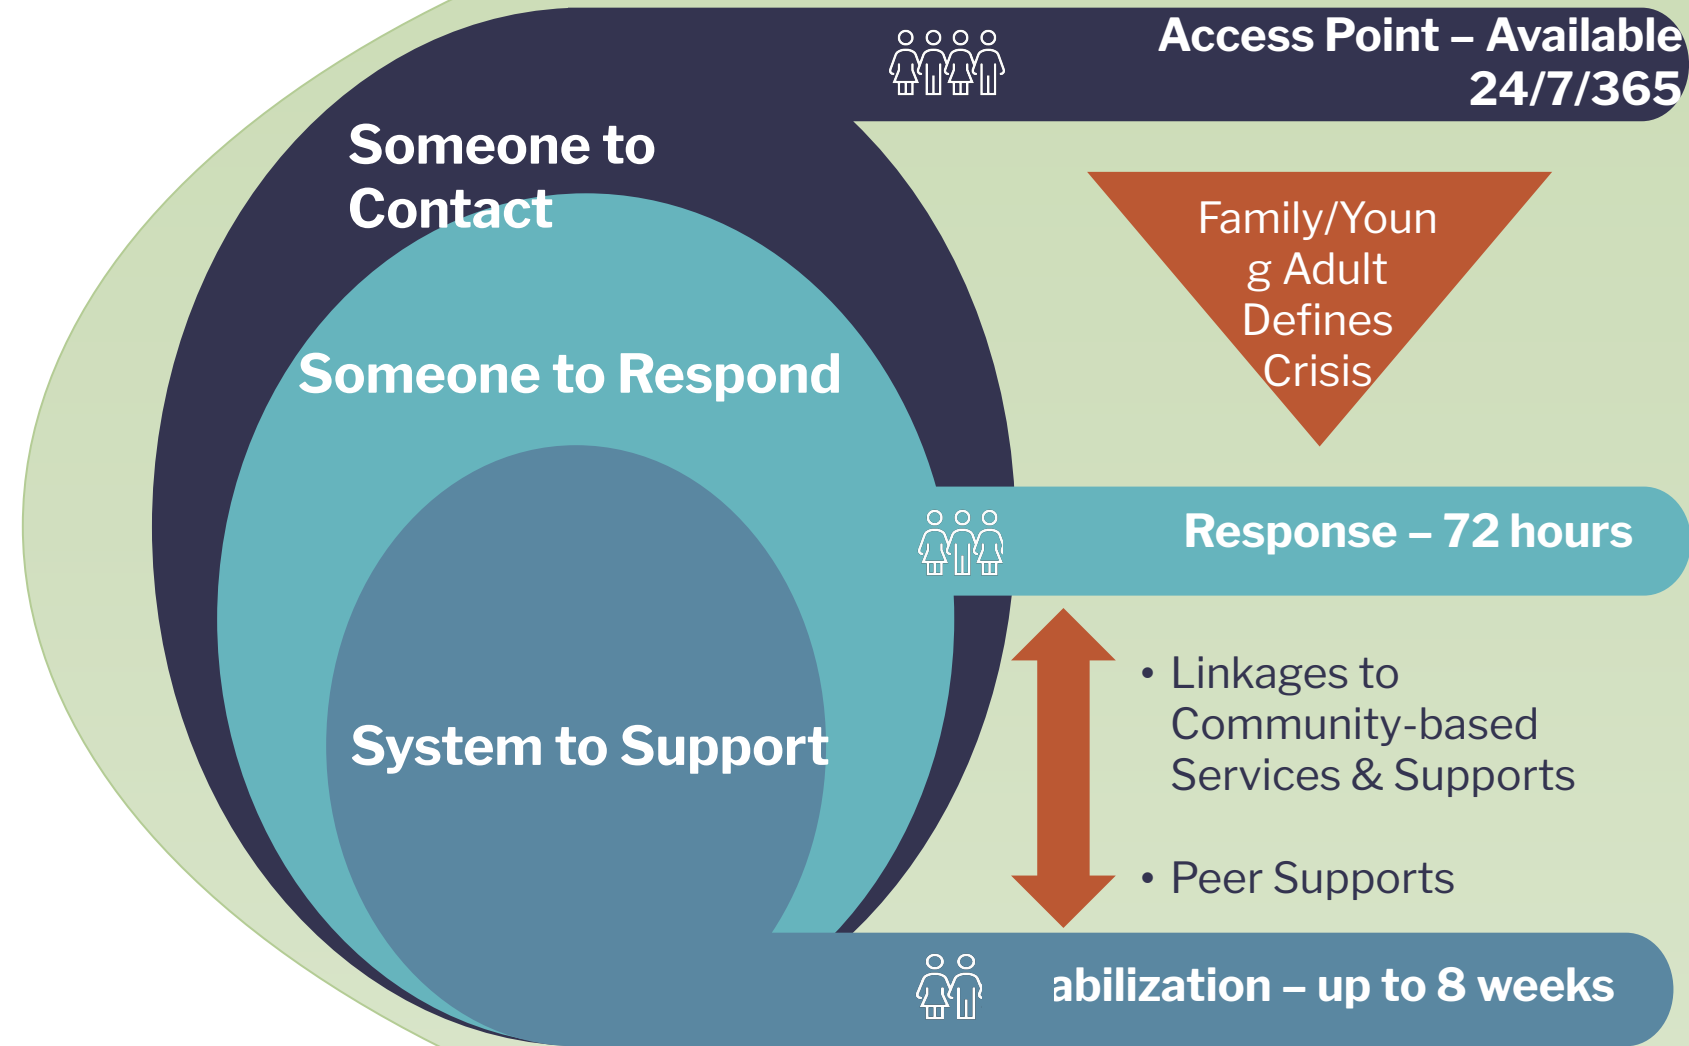 Access Point – Available
24/7/365
Someone to
Contact
Family/Youn
g Adult
Defines
Crisis
Someone to Respond
Response – 72 hours
• Linkages to
Community-based
Services & Supports
System to Support
• Peer Supports
abilization – up to 8 weeks